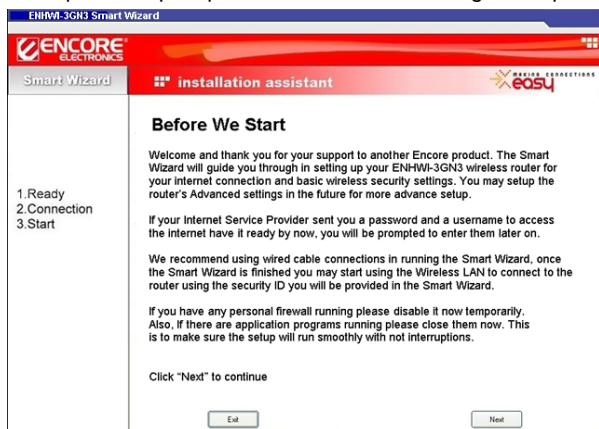 ENHWI-3GN3 Smart Wizard
ENCORE
ELECTRONICS
Smart Wizard
installation assistant
MAKING CONNECTIONS
easy
Before We Start
Welcome and thank you for your support to another Encore product. The Smart
Wizard will guide you through in setting up your ENHWI-3GN3 wireless router for
your internet connection and basic wireless security settings. You may setup the
router's Advanced settings in the future for more advance setup.
1.Ready
2.Connection
3.Start
If your Internet Service Provider sent you a password and a username to access
the internet have it ready by now, you will be prompted to enter them later on.
We recommend using wired cable connections in running the Smart Wizard, once
the Smart Wizard is finished you may start using the Wireless LAN to connect to the
router using the security ID you will be provided in the Smart Wizard.
If you have any personal firewall running please disable it now temporarily.
Also, If there are application programs running please close them now. This
is to make sure the setup will run smoothly with not interruptions.
Click "Next" to continue
Exit
Next